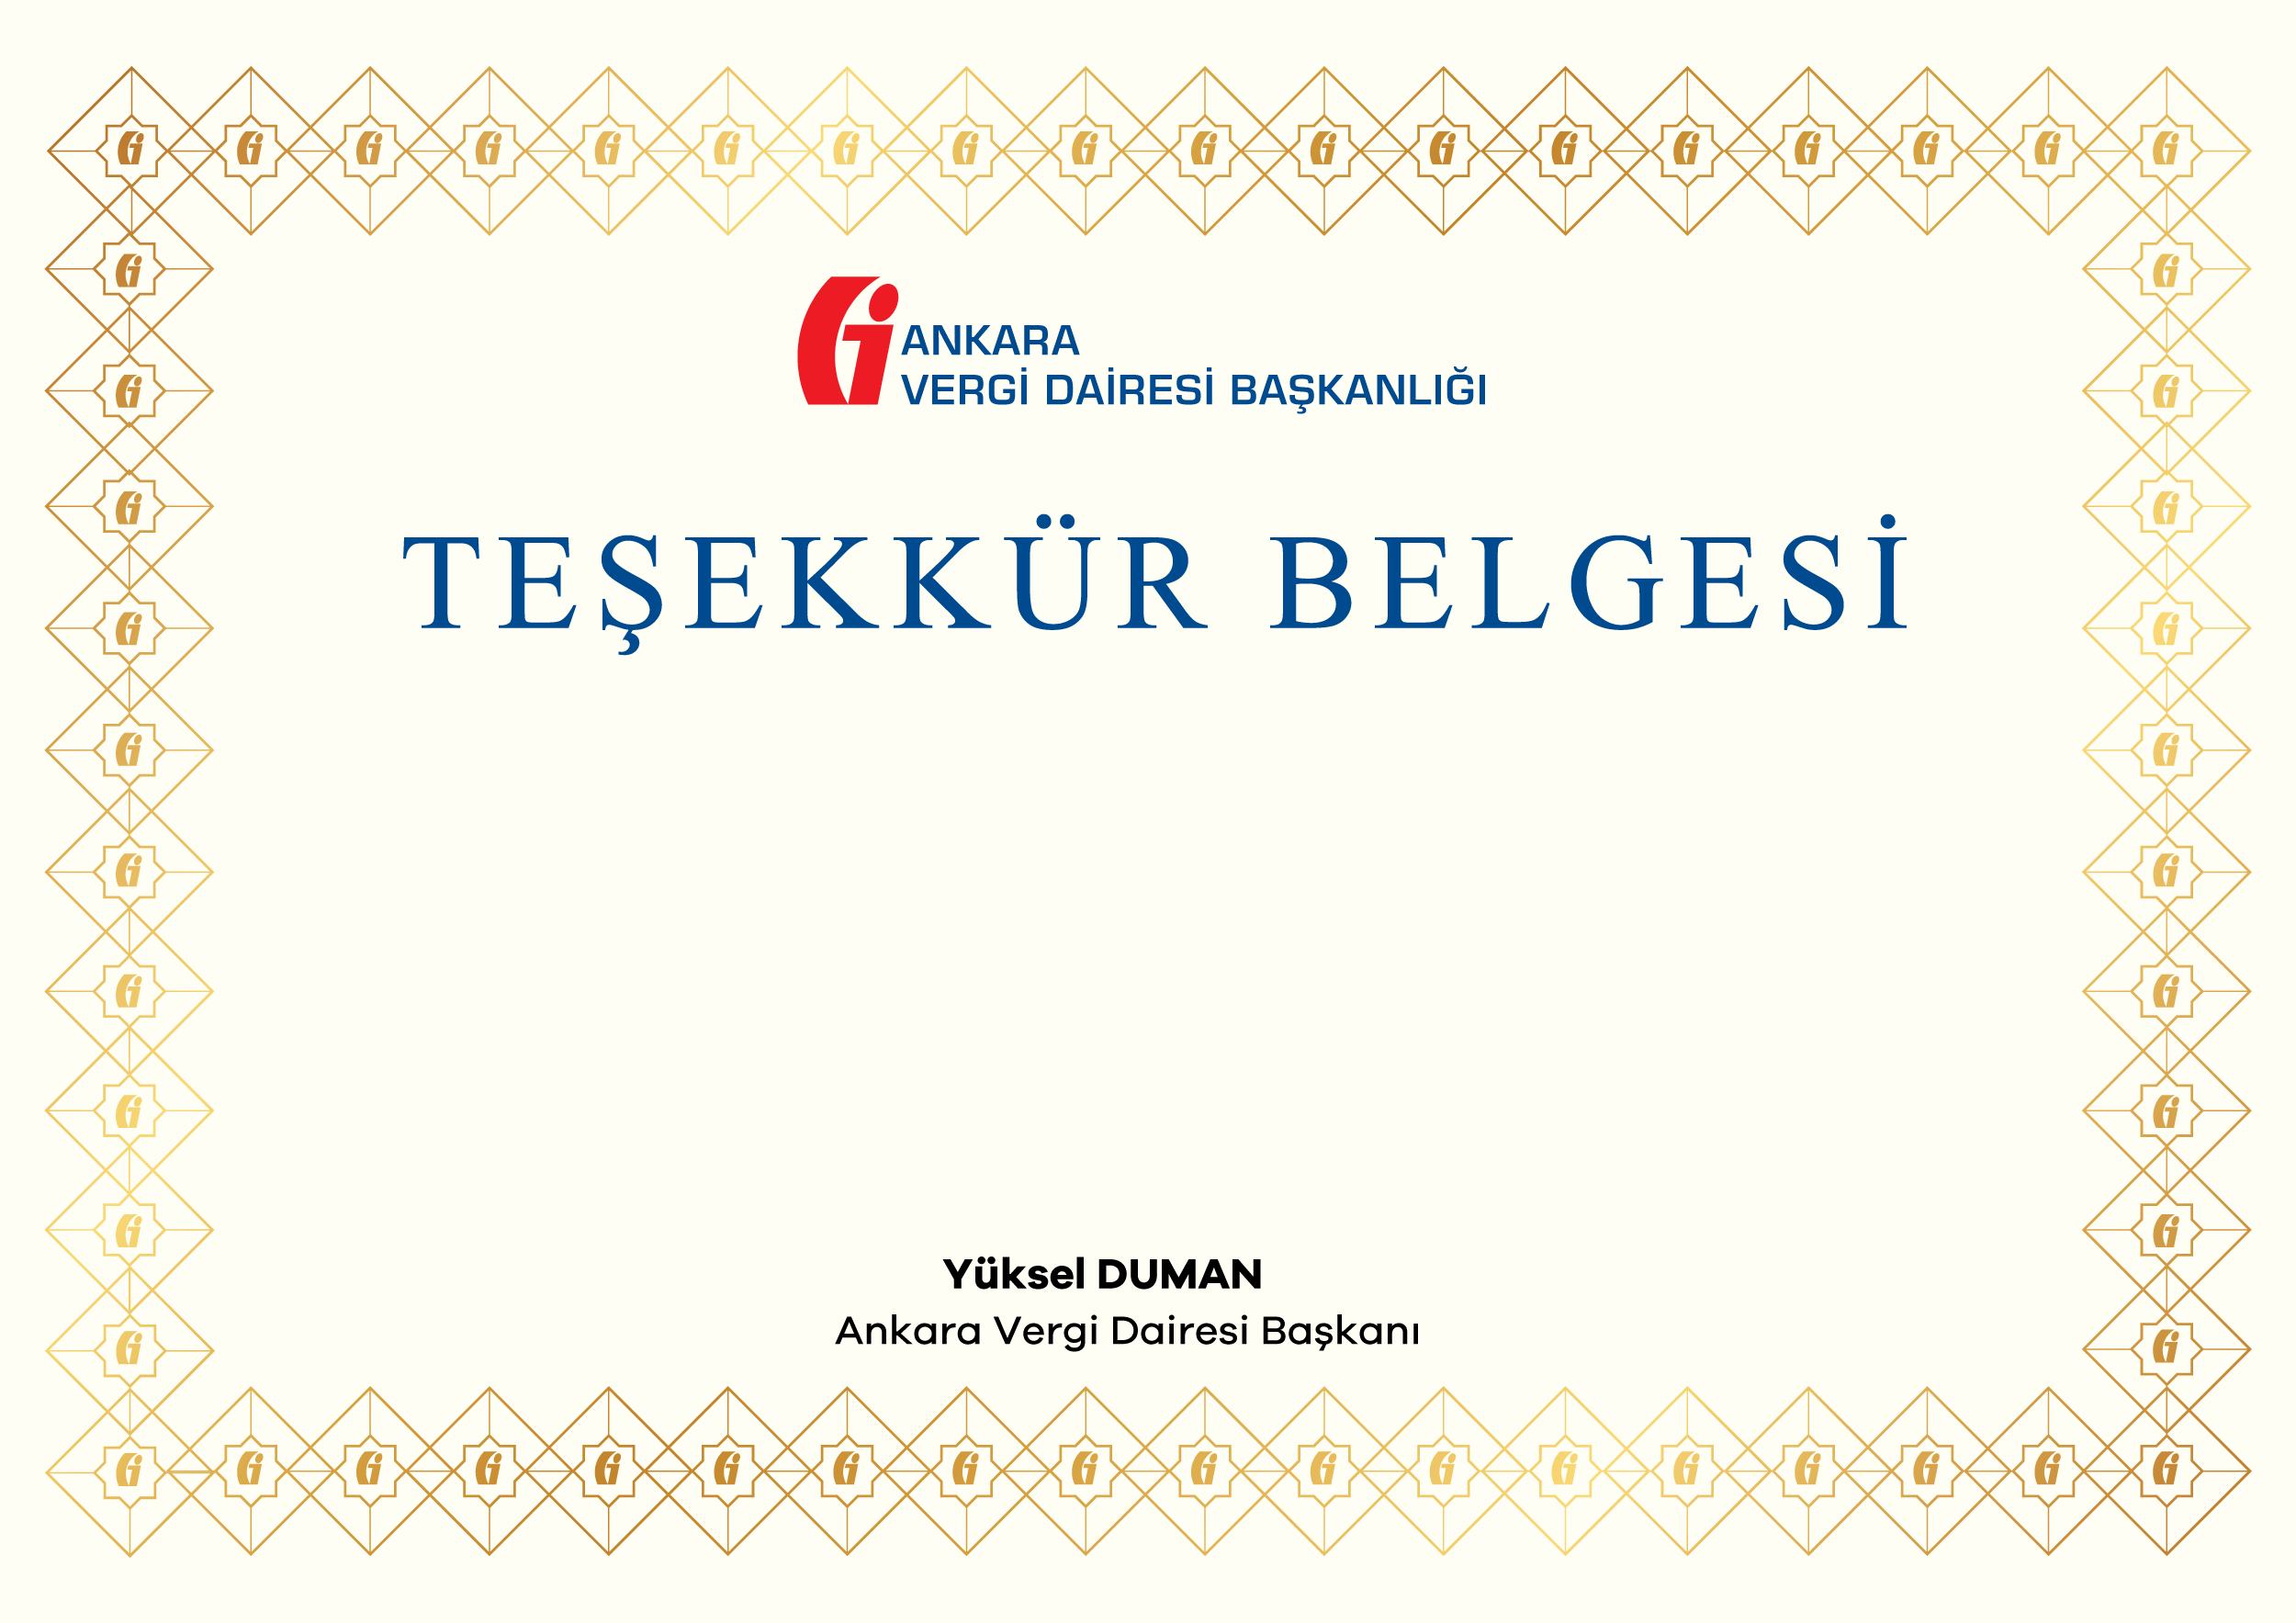 ANKARA
VERGİ DAİRESİ BAŞKANLIĞI
TEŞEKKÜR BELGESİ
Yüksel DUMAN
Ankara Vergi Dairesi Başkanı